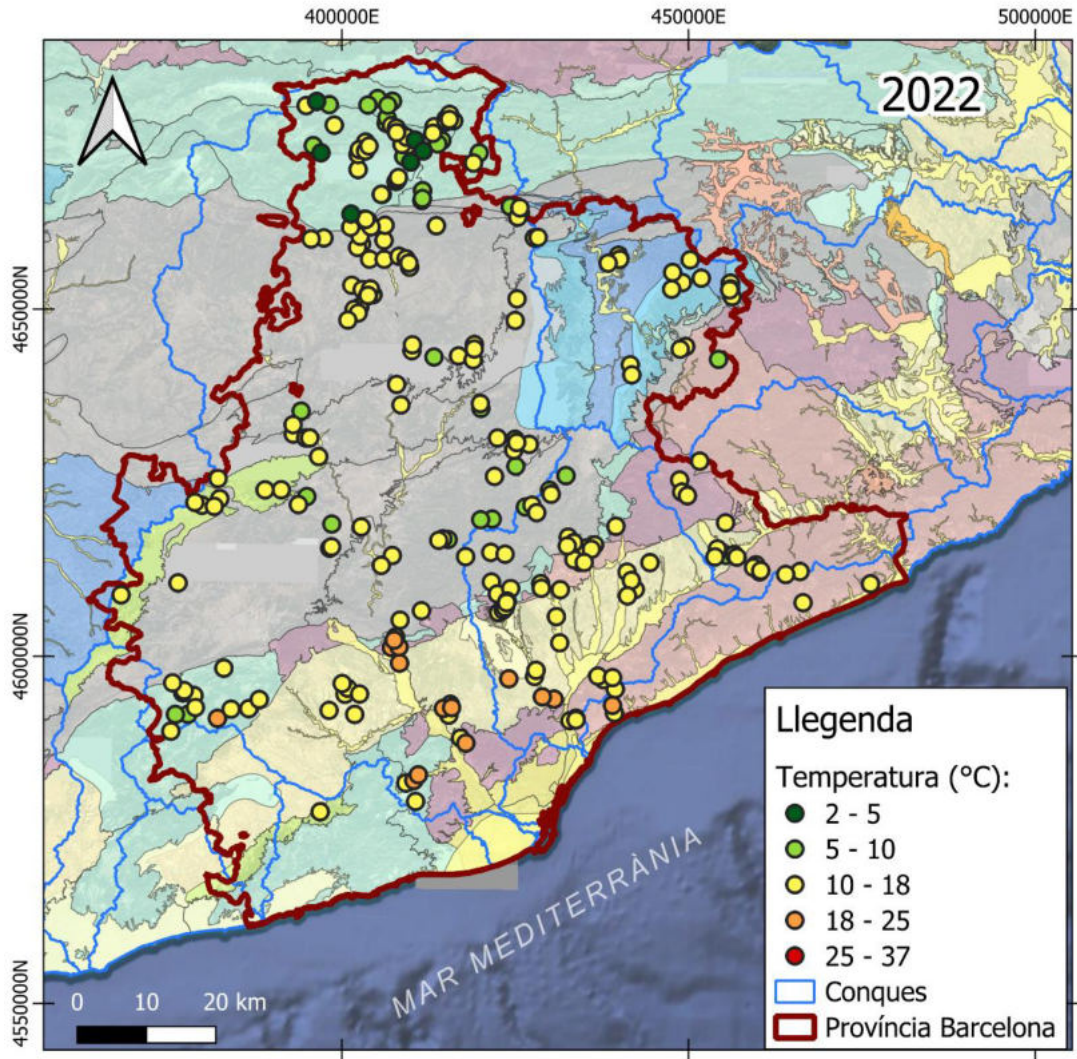 400000E 450000E 500000E
2022
4650000N
4600000N
4550000N
Llegenda
Temperatura (°C):
2 - 5
5 - 10
10 - 18
18 - 25
25 - 37
Conques
Província Barcelona
MAR MEDITERRÀNIA
0 10 20 km